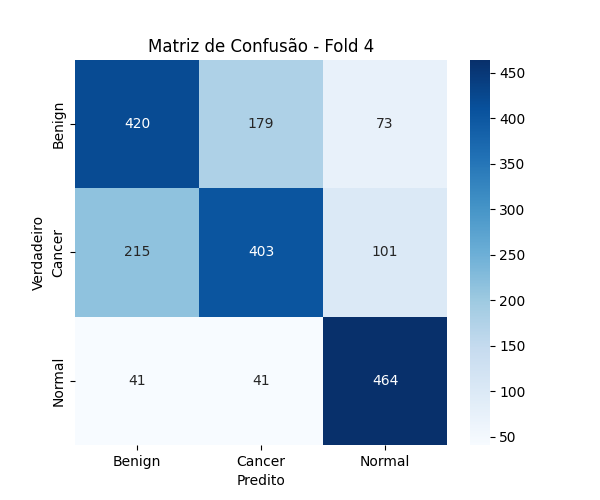 Matriz de Confusão - Fold 4
Verdadeiro
Benign
Cancer
Normal
420 179 73
215 403 101
41 41 464
Benign Cancer Normal
Predito
450
400
350
300
250
200
150
100
50